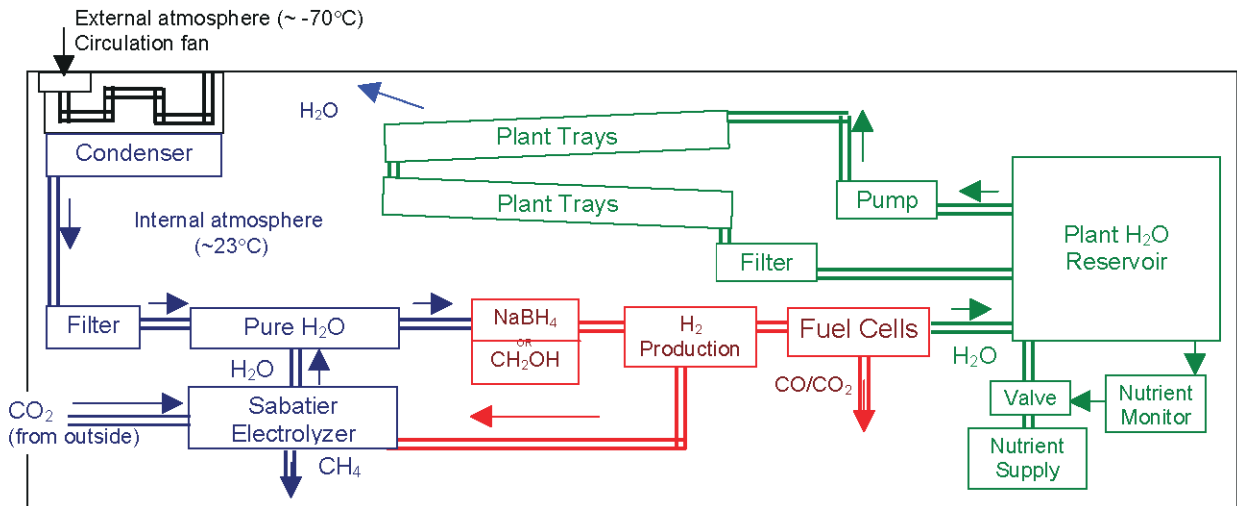 External atmosphere (~ -70°C)
Circulation fan
H₂O
Plant Trays
Condenser
Plant Trays
Pump
Internal atmosphere
(~23°C)
Plant H₂O
Reservoir
Filter
Filter
Pure H₂O
NaBH₄
OR
CH₂OH
H₂
Production
Fuel Cells
H₂O
H₂O
CO/CO₂
CO₂
(from outside)
Sabatier
Electrolyzer
CH₄
Valve
Nutrient
Monitor
Nutrient
Supply